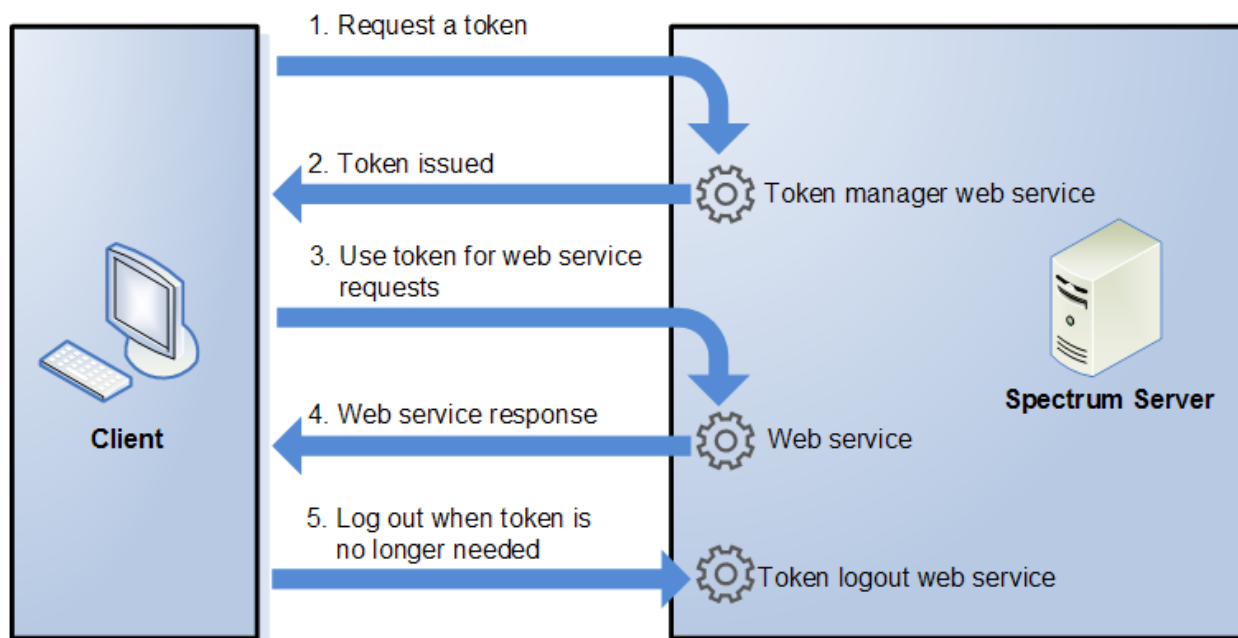 1. Request a token
2. Token issued
Token manager web service
3. Use token for web service
requests
Spectrum Server
4. Web service response
Client
Web service
5. Log out when token is
no longer needed
Token logout web service